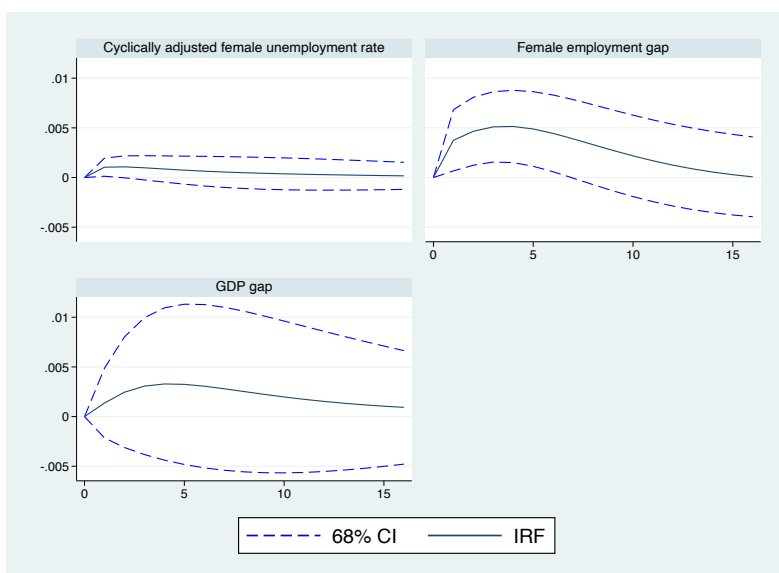 Cyclically adjusted female unemployment rate
Female employment gap
.01
.005
0
-.005
0 5 10 15
GDP gap
.01
.005
0
-.005
0 5 10 15
68% CI IRF